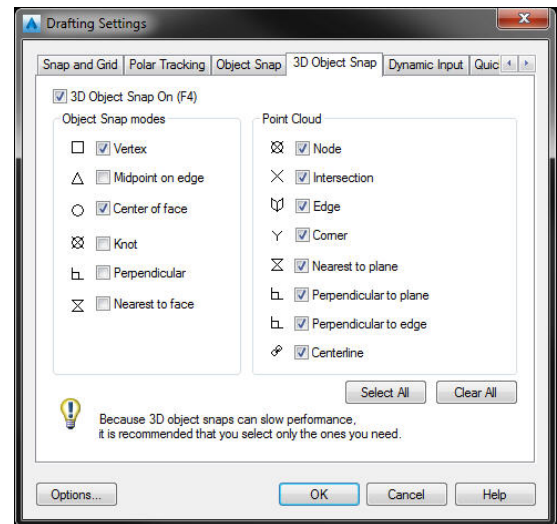 Drafting Settings
Snap and Grid
Polar Tracking
Object Snap
3D Object Snap
Dynamic Input
Quic
3D Object Snap On (F4)
Object Snap modes
Vertex
Midpoint on edge
Center of face
Knot
Perpendicular
Nearest to face
Point Cloud
Node
Intersection
Edge
Corner
Nearest to plane
Perpendicular to plane
Perpendicular to edge
Centerline
Select All
Clear All
Because 3D object snaps can slow performance,
it is recommended that you select only the ones you need.
Options...
OK
Cancel
Help